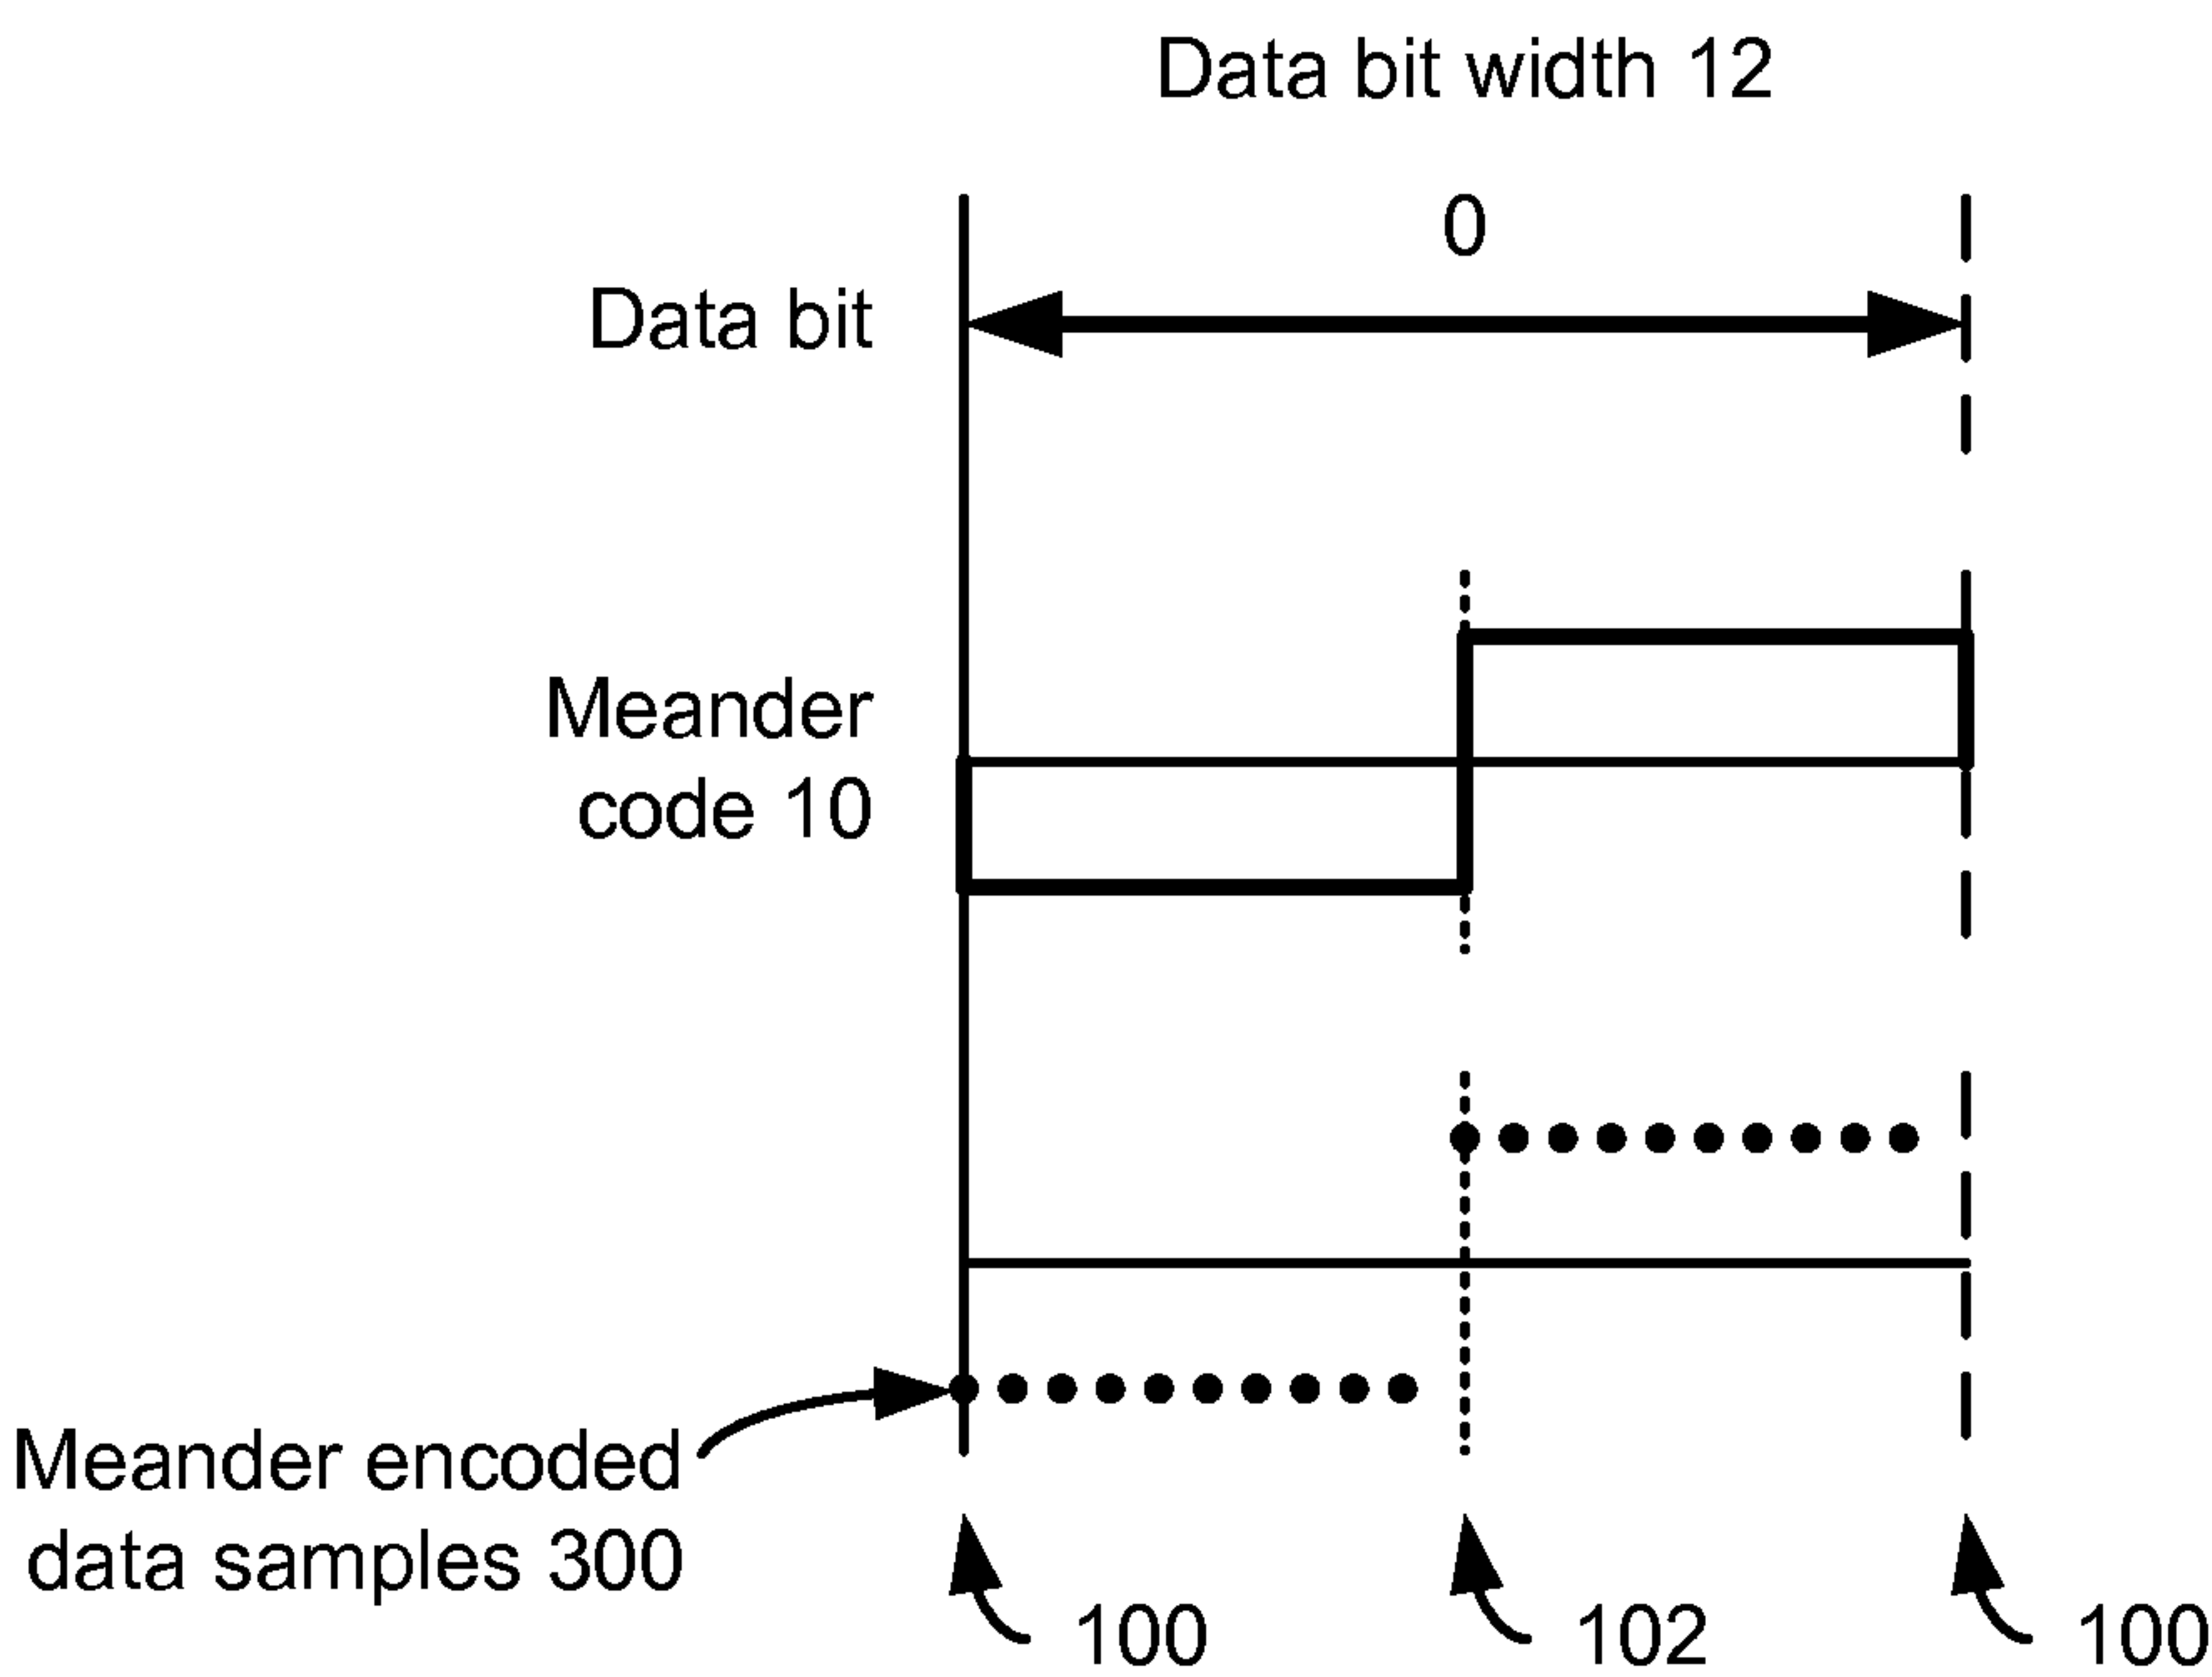 Data bit width 12
0
Data bit
Meander
code 10
Meander encoded
data samples 300
100
102
100